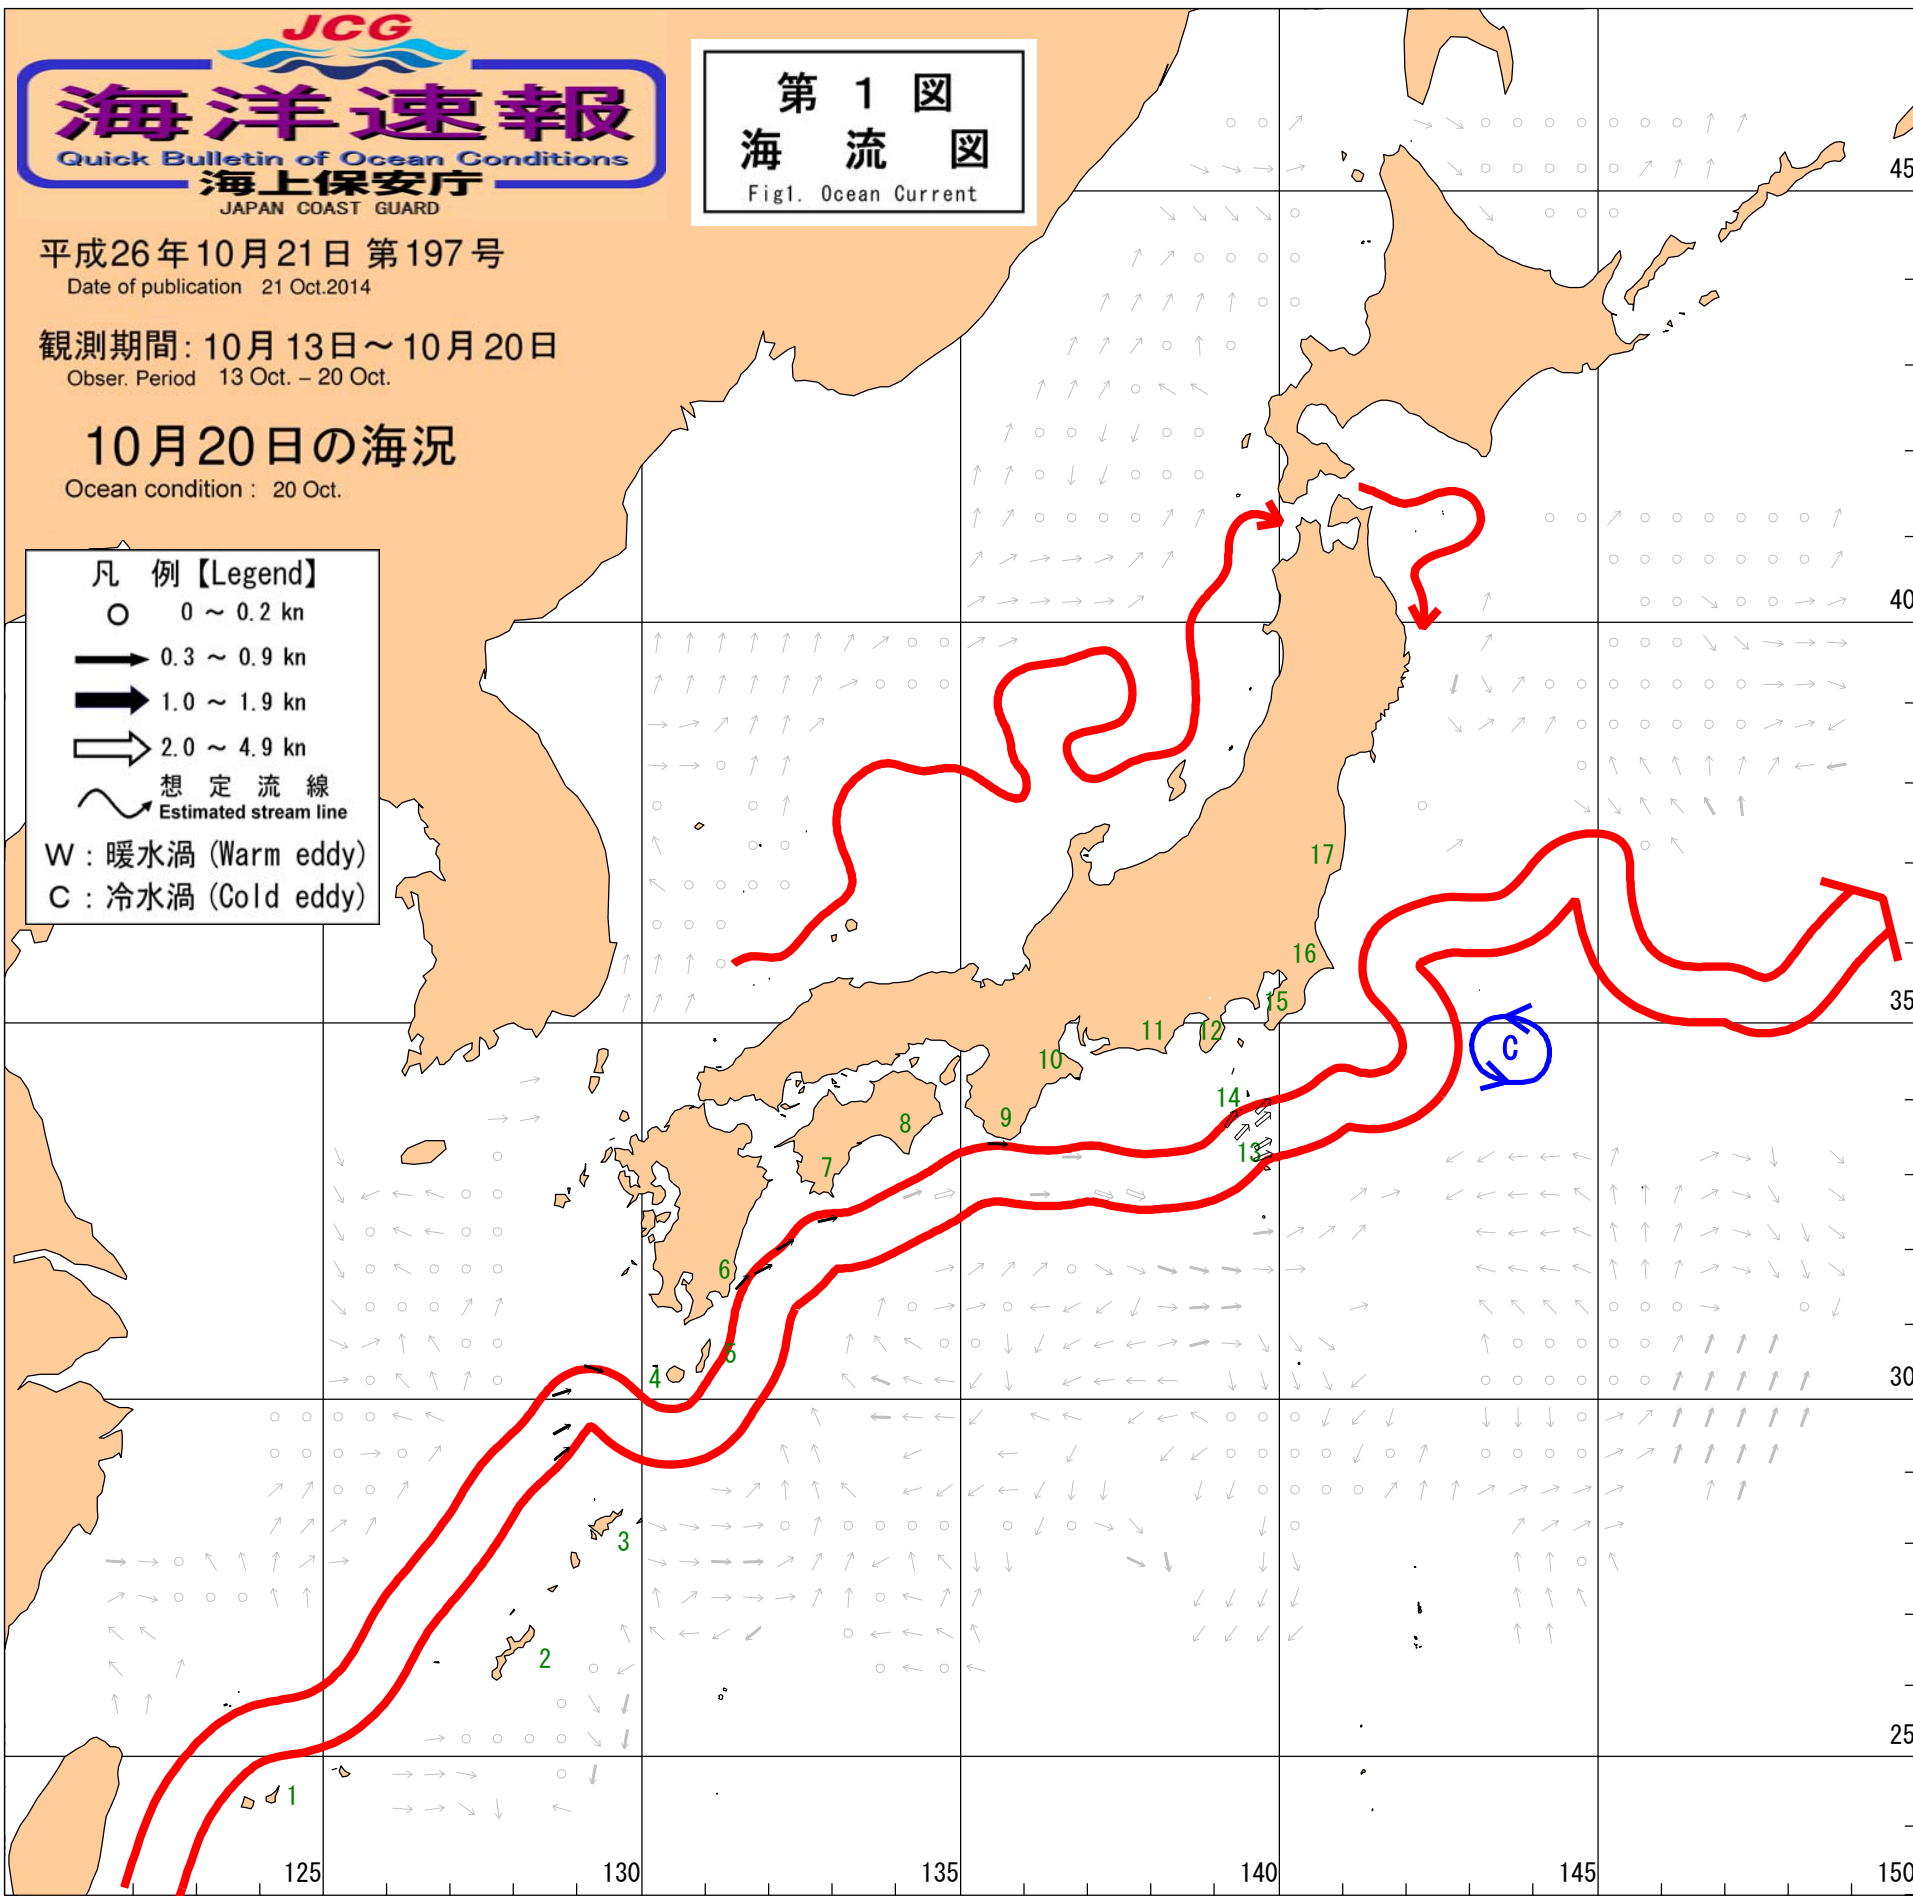 JCG
海洋速報
Quick Bulletin of Ocean Conditions
海上保安庁
JAPAN COAST GUARD
第 1 図
海 流 図
Fig1. Ocean Current
平成26年10月21日 第197号
Date of publication 21 Oct.2014
観測期間: 10月13日～10月20日
Obser. Period 13 Oct. – 20 Oct.
10月20日の海況
Ocean condition : 20 Oct.
凡 例【Legend】
0 ～ 0.2 kn
0.3 ～ 0.9 kn
1.0 ～ 1.9 kn
2.0 ～ 4.9 kn
想 定 流 線
Estimated stream line
W : 暖水渦 (Warm eddy)
C : 冷水渦 (Cold eddy)
45
40
17
16
35
15
12
11
C
10
14
9
8
13
7
6
5
4
30
3
2
25
1
125
130
135
140
145
150